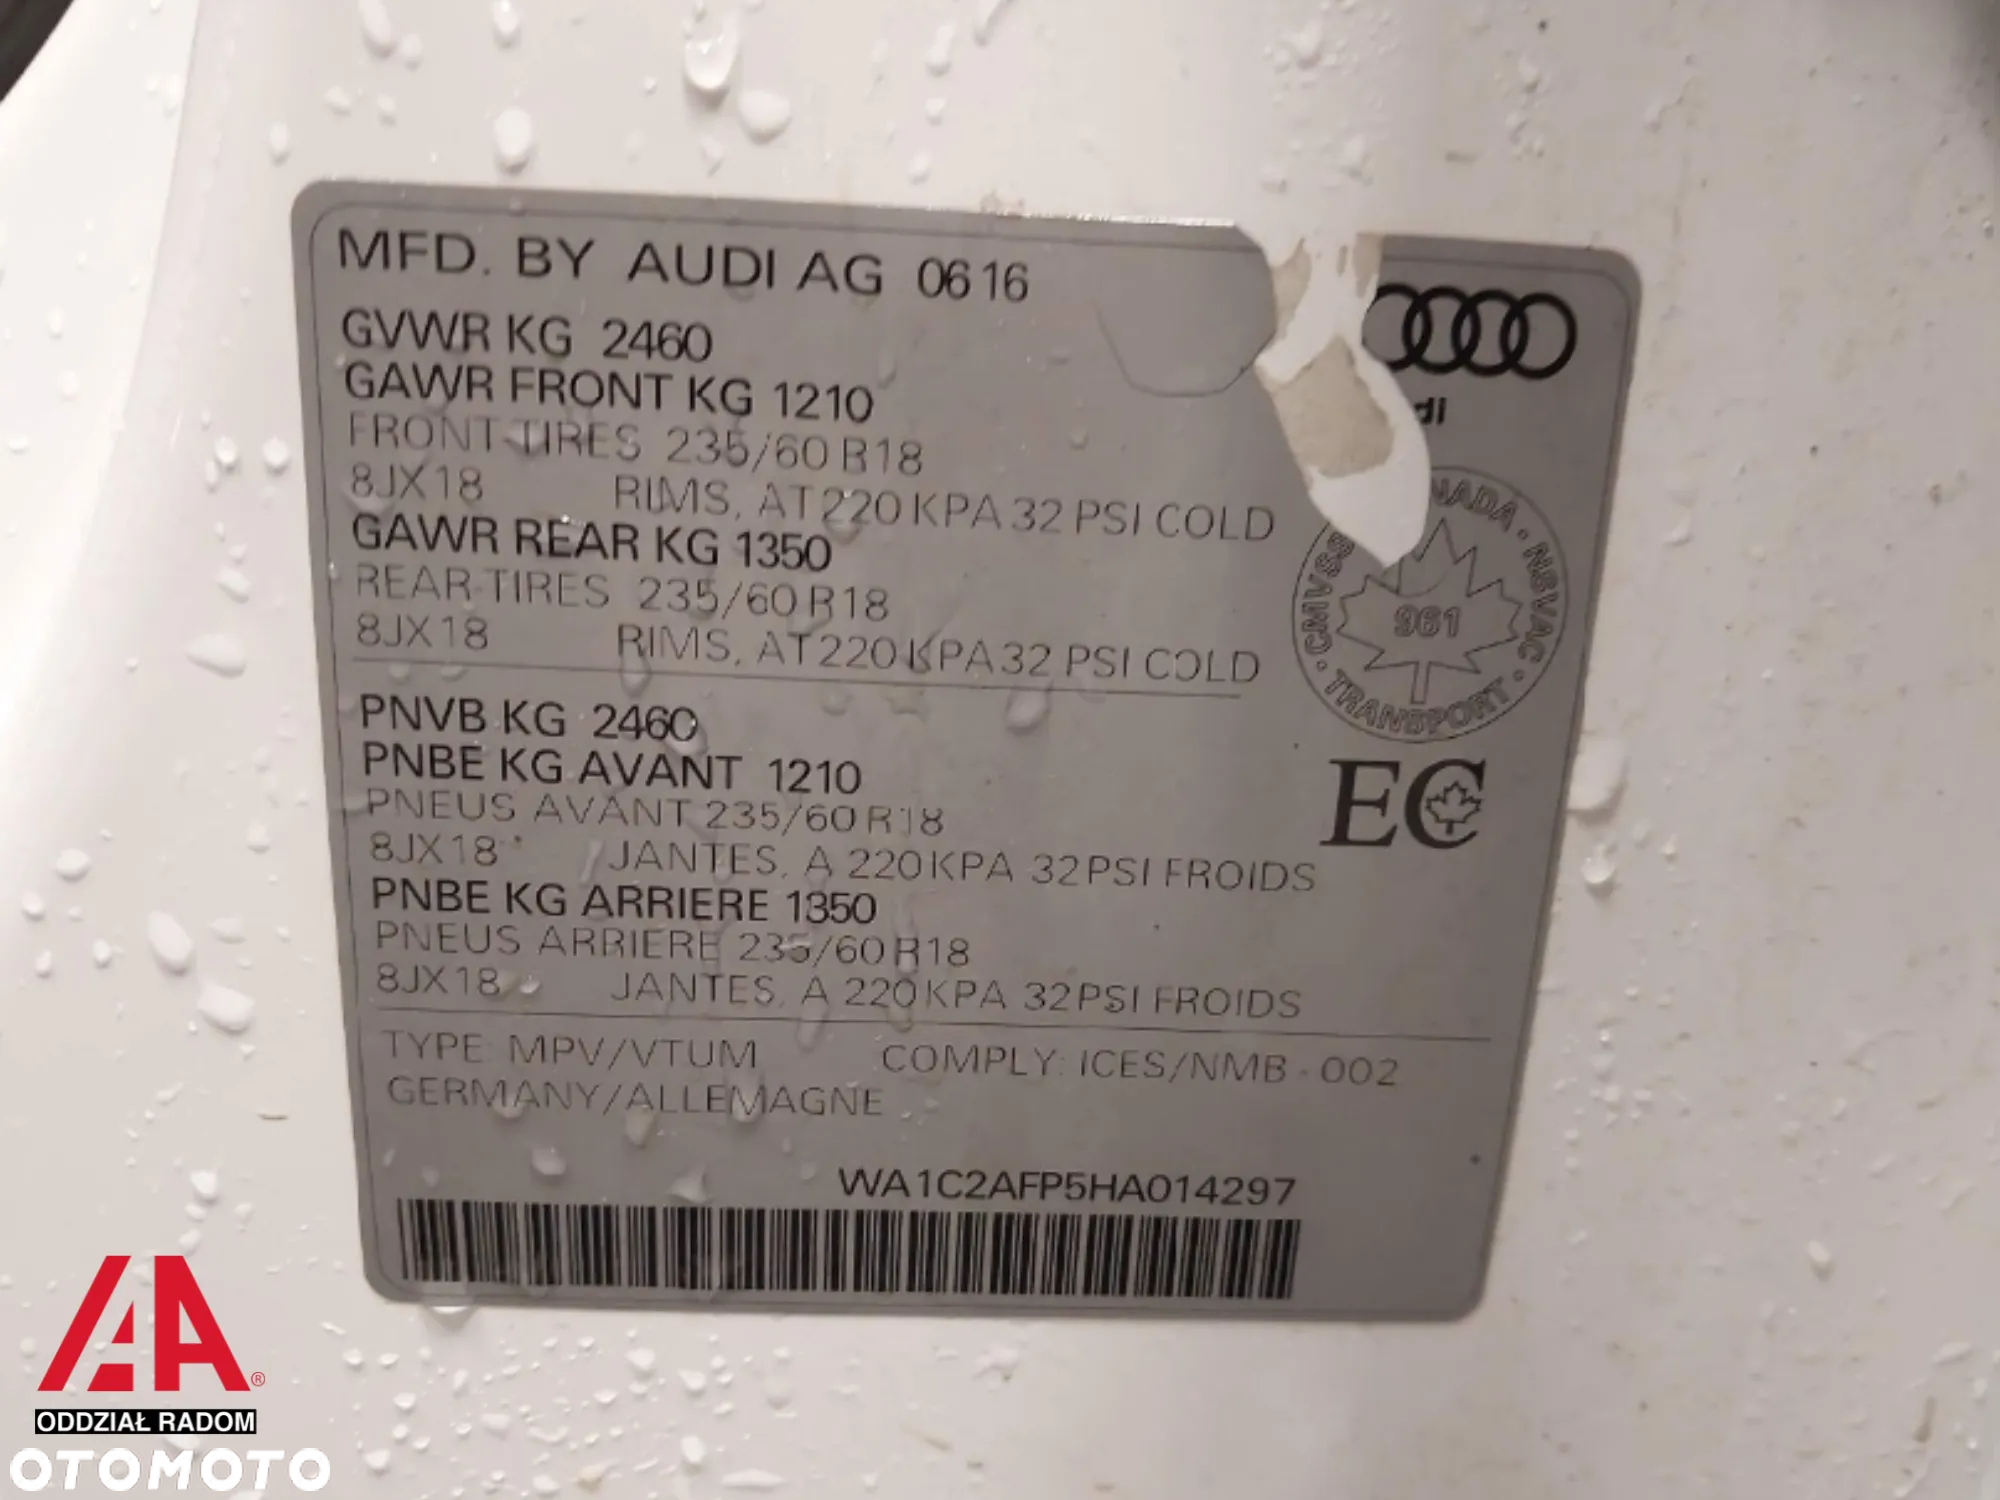 MFD. BY AUDI AG 06 16
GVWR KG 2460
GAWR FRONT KG 1210
FRONT TIRES 235/60 R18
8JX18 RIMS, AT 220 KPA 32 PSI COLD
GAWR REAR KG 1350
REAR TIRES 235/60 R18
8JX18 RIMS, AT 220 KPA 32 PSI COLD
PNVB KG 2460
PNBE KG AVANT 1210
PNEUS AVANT 235/60 R18
8JX18 JANTES, A 220 KPA 32 PSI FROIDS
PNBE KG ARRIERE 1350
PNEUS ARRIERE 235/60 R18
8JX18 JANTES, A 220 KPA 32 PSI FROIDS
TYPE: MPV/VTUM COMPLY: ICES/NMB - 002
GERMANY/ALLEMAGNE
WA1C2AFP5HA014297
di
NADA · NSVAC · TRANSPORT · CMVSS
961
EC
AA®
ODDZIAŁ RADOM
OTOMOTO